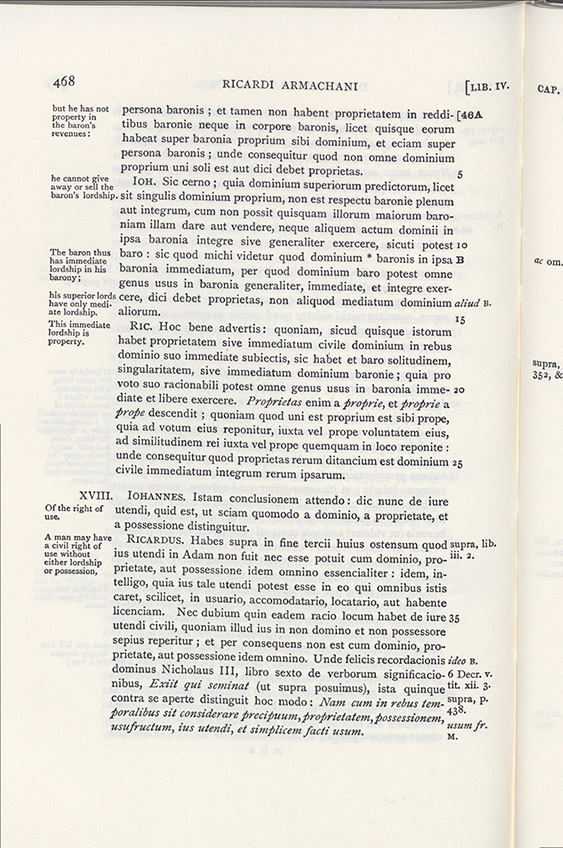 468
RICARDI ARMACHANI
[LIB. IV.
CAP.
but he has not
property in
the baron's
revenues:
persona baronis; et tamen non habent proprietatem in reddi- [46A
tibus baronie neque in corpore baronis, licet quisque eorum
habeat super baronia proprium sibi dominium, et eciam super
persona baronis; unde consequitur quod non omne dominium
proprium uni soli est aut dici debet proprietas. 5
he cannot give
away or sell the
baron's lordship.
IOH. Sic cerno; quia dominium superiorum predictorum, licet
sit singulis dominium proprium, non est respectu baronie plenum
aut integrum, cum non possit quisquam illorum maiorum baro-
niam illam dare aut vendere, neque aliquem actum dominii in
ipsa baronia integre sive generaliter exercere, sicuti potest 10
The baron thus
has immediate
lordship in his
barony;
baro: sic quod michi videtur quod dominium * baronis in ipsa B
baronia immediatum, per quod dominium baro potest omne
genus usus in baronia generaliter, immediate, et integre exer-
his superior lords
have only medi-
ate lordship.
cere, dici debet proprietas, non aliquod mediatum dominium aliud B.
aliorum. 15
This immediate
lordship is
property.
RIC. Hoc bene advertis: quoniam, sicud quisque istorum
habet proprietatem sive immediatum civile dominium in rebus
dominio suo immediate subiectis, sic habet et baro solitudinem,
singularitatem, sive immediatum dominium baronie; quia pro
voto suo racionabili potest omne genus usus in baronia imme- 20
diate et libere exercere. Proprietas enim a proprie, et proprie a
prope descendit; quoniam quod uni est proprium est sibi prope,
quia ad votum eius reponitur, iuxta vel prope voluntatem eius,
ad similitudinem rei iuxta vel prope quemquam in loco reponite:
unde consequitur quod proprietas rerum ditancium est dominium 25
civile immediatum integrum rerum ipsarum.
XVIII. IOHANNES. Istam conclusionem attendo: dic nunc de iure
Of the right of
use.
utendi, quid est, ut sciam quomodo a dominio, a proprietate, et
a possessione distinguitur.
A man may have
a civil right of
use without
either lordship
or possession,
RICARDUS. Habes supra in fine tercii huius ostensum quod supra, lib.
iii. 2.
ius utendi in Adam non fuit nec esse potuit cum dominio, pro-
prietate, aut possessione idem omnino essencialiter: idem, in-
telligo, quia ius tale utendi potest esse in eo qui omnibus istis
caret, scilicet, in usuario, accomodatario, locatario, aut habente
licenciam. Nec dubium quin eadem racio locum habet de iure 35
utendi civili, quoniam illud ius in non domino et non possessore
sepius reperitur; et per consequens non est cum dominio, pro-
prietate, aut possessione idem omnino. Unde felicis recordacionis ideo B.
dominus Nicholaus III, libro sexto de verborum significacio- 6 Decr. v.
tit. xii. 3.
nibus, Exiit qui seminat (ut supra posuimus), ista quinque
contra se aperte distinguit hoc modo: Nam cum in rebus tem- supra, p.
438.
poralibus sit considerare precipuum, proprietatem, possessionem,
usufructum, ius utendi, et simplicem facti usum. usum fr.
M.
ac om.
supra,
352, &